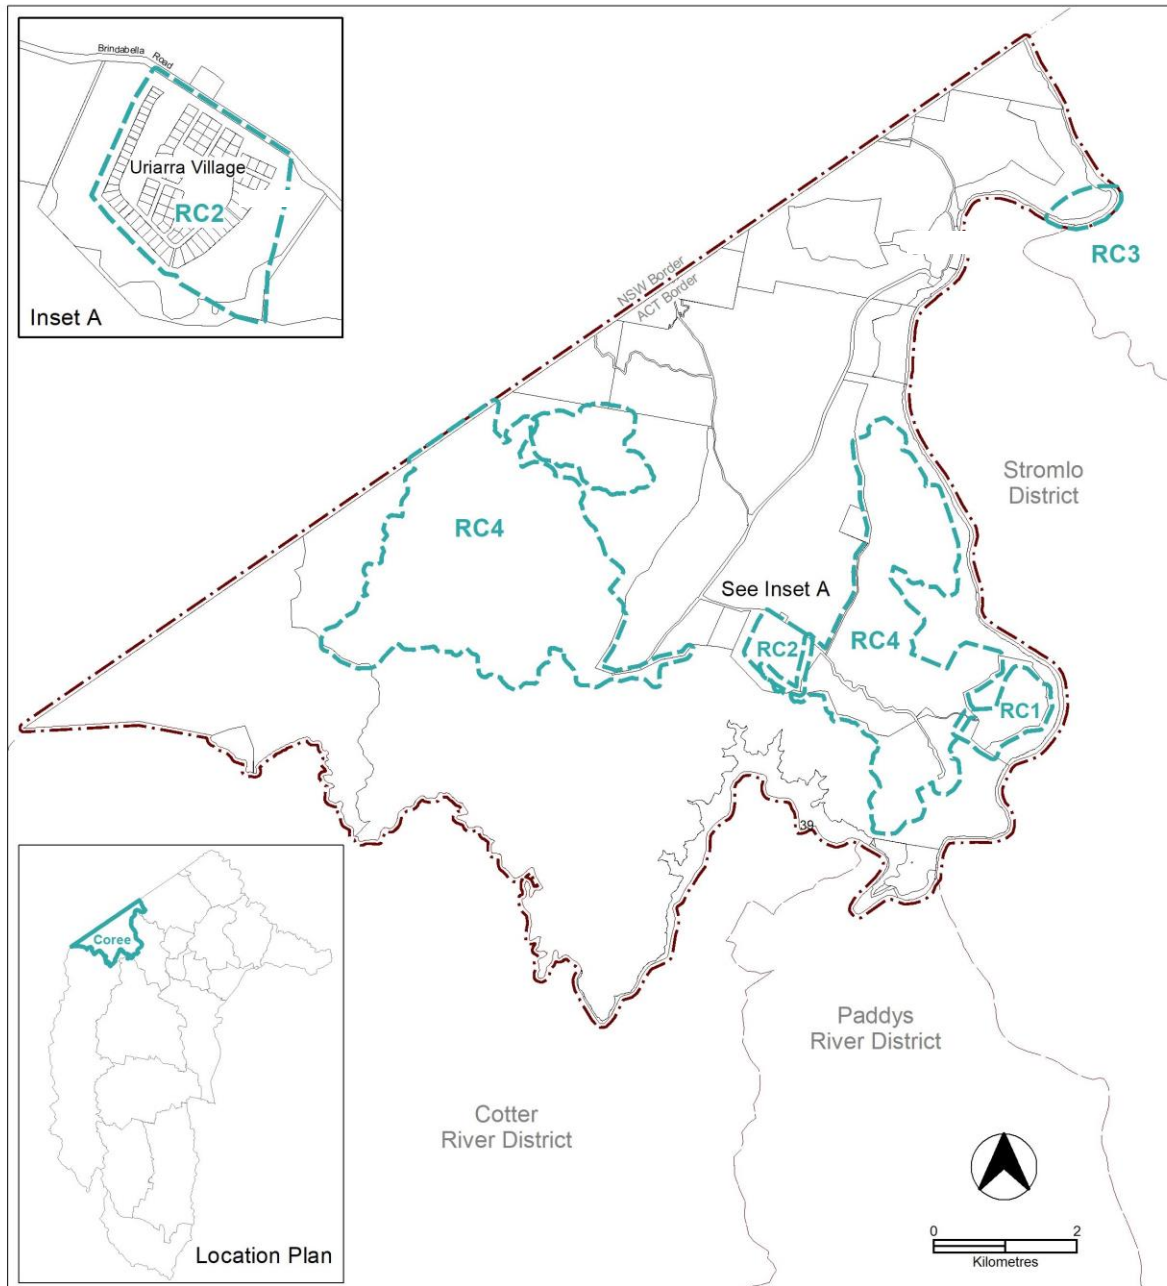 Brindabella Road
Uriarra Village
RC2
Inset A
NSW Border
ACT Border
RC3
Stromlo
District
RC4
See Inset A
RC2
RC4
RC1
39
Coree
Location Plan
Paddys
River District
Cotter
River District
0 2
Kilometres